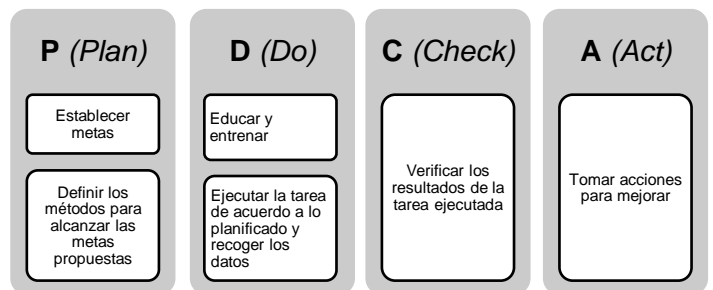 P (Plan)
Establecer
metas
Definir los
métodos para
alcanzar las
metas
propuestas
D (Do)
Educar y
entrenar
Ejecutar la tarea
de acuerdo a lo
planificado y
recoger los
datos
C (Check)
Verificar los
resultados de la
tarea ejecutada
A (Act)
Tomar acciones
para mejorar